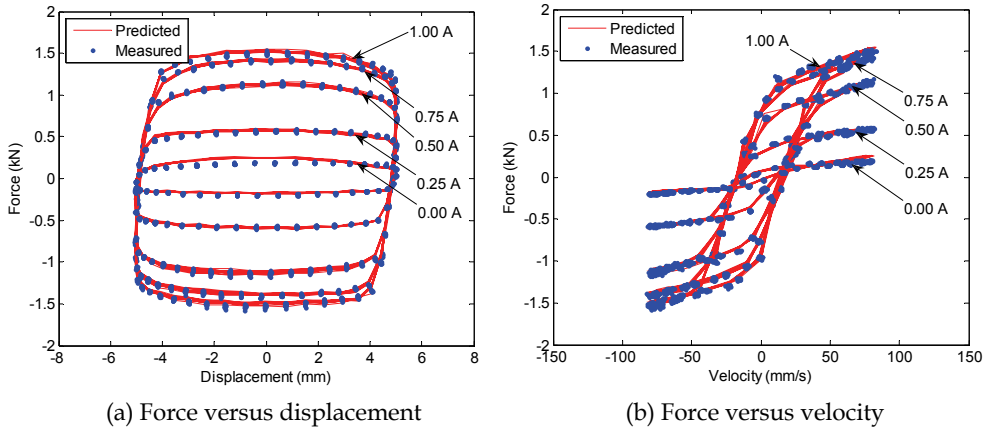 Predicted
Measured
1.00 A
0.75 A
0.50 A
0.25 A
0.00 A
2
1.5
1
0.5
0
-0.5
-1
-1.5
-2
Force (kN)
-8
-6
-4
-2
0
2
4
6
8
Displacement (mm)
(a) Force versus displacement
Predicted
Measured
1.00 A
0.75 A
0.50 A
0.25 A
0.00 A
2
1.5
1
0.5
0
-0.5
-1
-1.5
-2
Force (kN)
-150
-100
-50
0
50
100
150
Velocity (mm/s)
(b) Force versus velocity